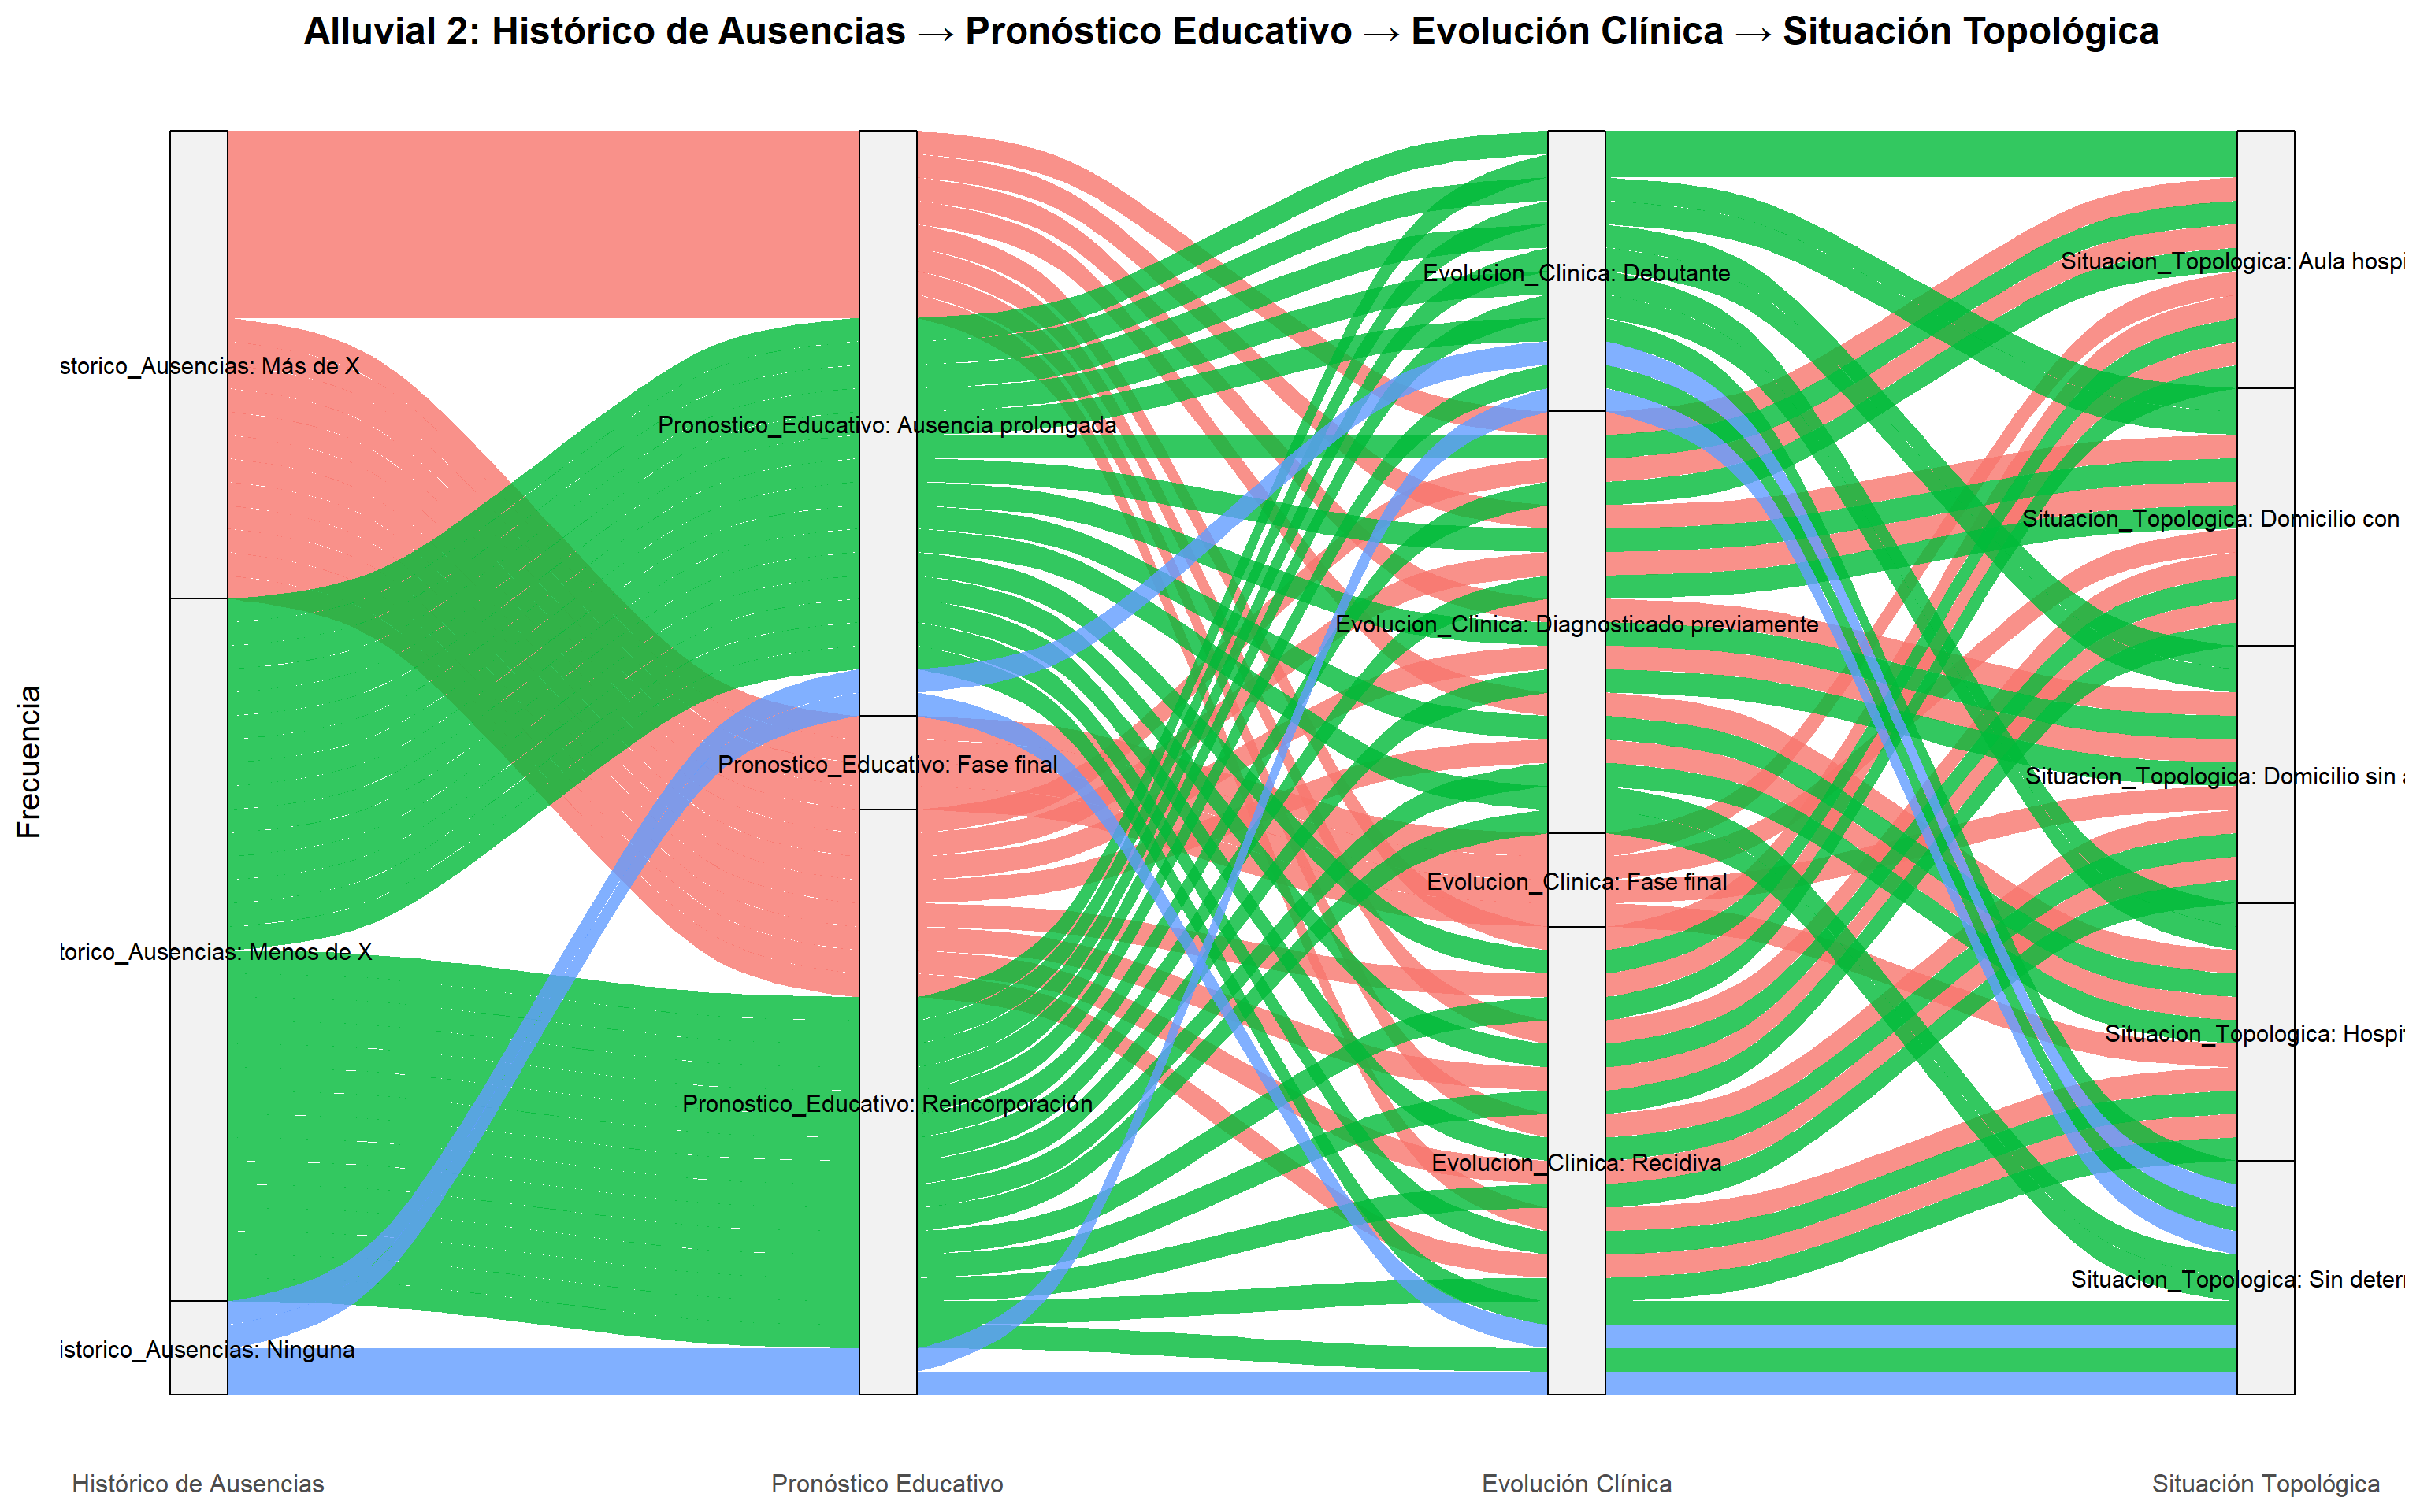 Alluvial 2: Histórico de Ausencias → Pronóstico Educativo → Evolución Clínica → Situación Topológica
Frecuencia
storico_Ausencias: Más de X
torico_Ausencias: Menos de X
istorico_Ausencias: Ninguna
Pronostico_Educativo: Ausencia prolongada
Pronostico_Educativo: Fase final
Pronostico_Educativo: Reincorporación
Evolucion_Clinica: Debutante
Evolucion_Clinica: Diagnosticado previamente
Evolucion_Clinica: Fase final
Evolucion_Clinica: Recidiva
Situacion_Topologica: Aula hospi
Situacion_Topologica: Domicilio con
Situacion_Topologica: Domicilio sin a
Situacion_Topologica: Hospi
Situacion_Topologica: Sin deter
Histórico de Ausencias
Pronóstico Educativo
Evolución Clínica
Situación Topológica